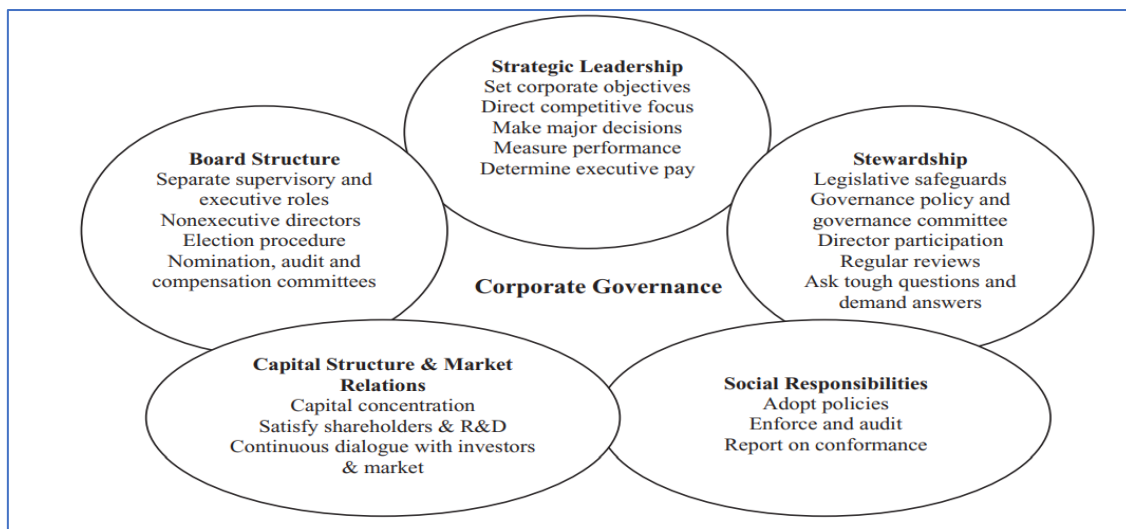 Strategic Leadership
Set corporate objectives
Direct competitive focus
Make major decisions
Measure performance
Determine executive pay
Board Structure
Separate supervisory and
executive roles
Nonexecutive directors
Election procedure
Nomination, audit and
compensation committees
Stewardship
Legislative safeguards
Governance policy and
governance committee
Director participation
Regular reviews
Ask tough questions and
demand answers
Corporate Governance
Capital Structure & Market
Relations
Capital concentration
Satisfy shareholders & R&D
Continuous dialogue with investors
& market
Social Responsibilities
Adopt policies
Enforce and audit
Report on conformance